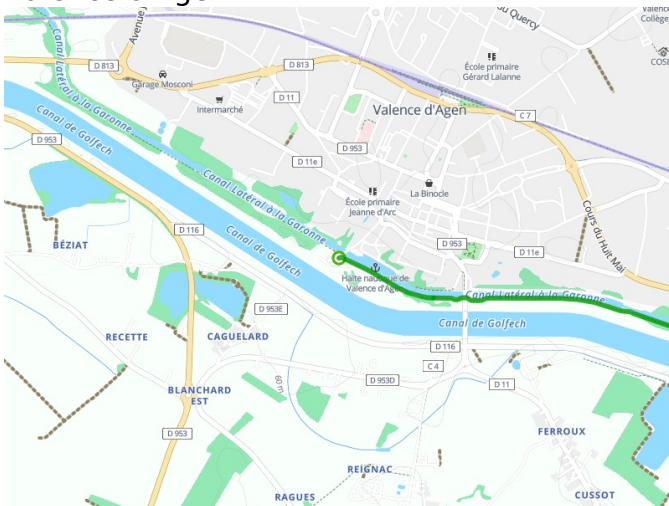 Canal Latéral à la Garonne
Avenue
du Quercy
Valence
Collège
D 813
Garage Mosconi
D 813
École primaire
Gérard Lalanne
COSE
Intermarché
D 11
Valence d'Agen
C 7
Canal de Golfech
D 953
D 953
D 11e
Canal Latéral à la Garonne
La Binocle
École primaire
Jeanne d'Arc
Cours du Huit Mai
D 116
BÉZIAT
Canal de Golfech
D 953
D 11e
Halte nautique de
Valence d'Agen
Canal Latéral à la Garonne
D 953E
Canal de Golfech
RECETTE
CAGUELARD
D 116
C 4
60 m
D 953D
D 11
BLANCHARD
EST
D 953
FERROUX
REIGNAC
RAGUES
CUSSOT